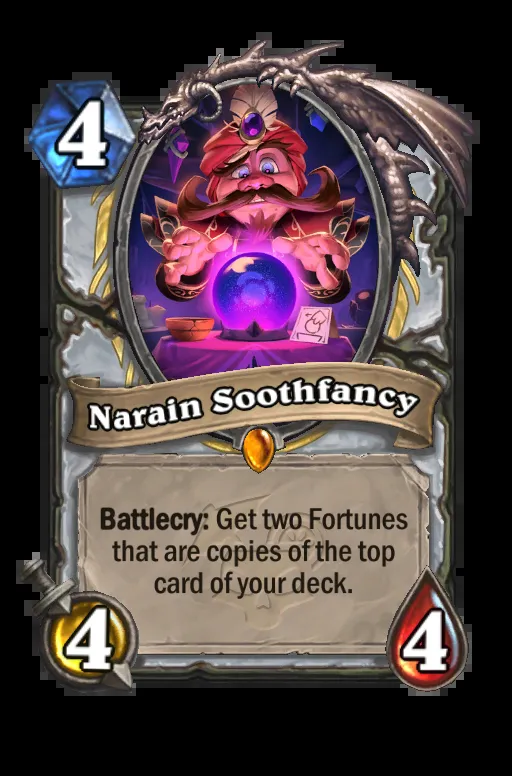 4
Narain Soothfancy
Battlecry: Get two Fortunes
that are copies of the top
card of your deck.
4
4